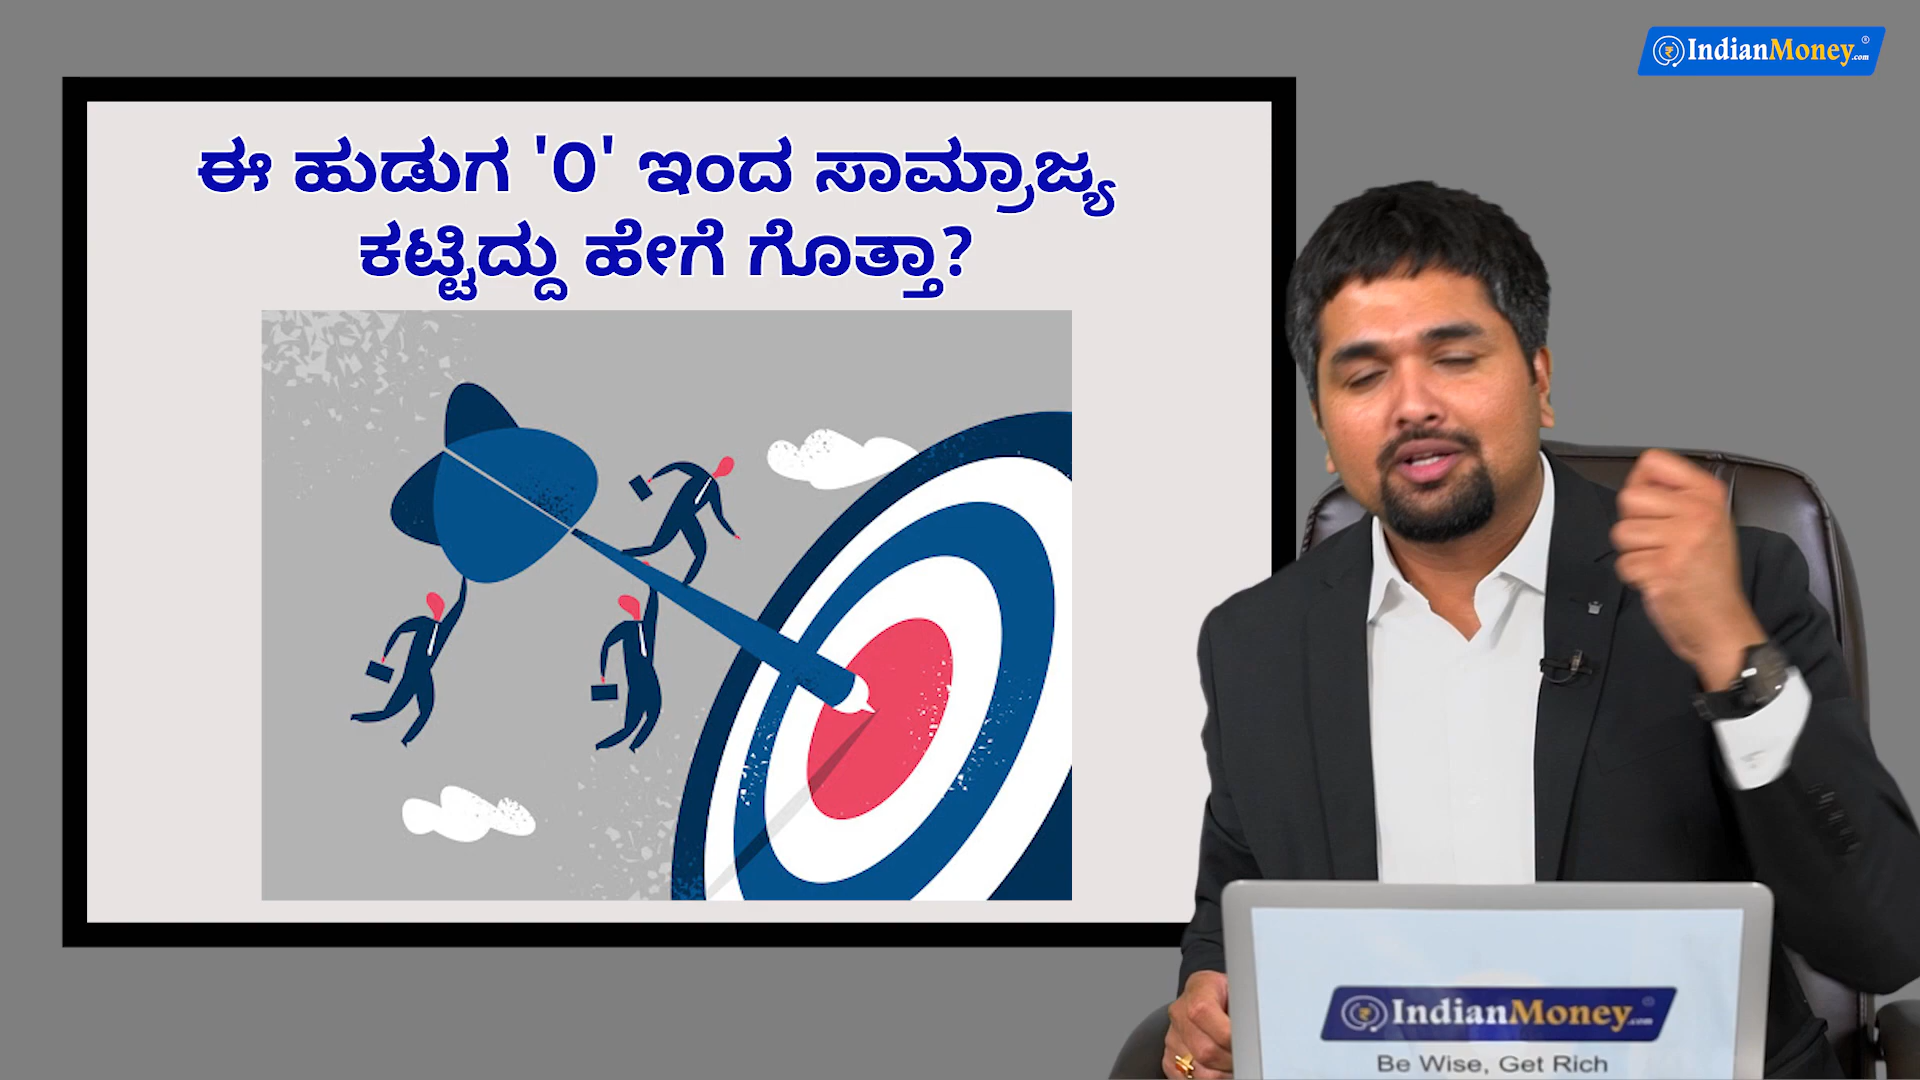 IndianMoney.com
ಈ ಹುಡುಗ '0' ಇಂದ ಸಾಮ್ರಾಜ್ಯ
ಕಟ್ಟಿದ್ದು ಹೇಗೆ ಗೊತ್ತಾ?
IndianMoney.com
Be Wise, Get Rich